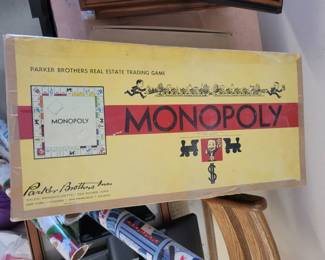 PARKER BROTHERS REAL ESTATE TRADING GAME
MONOPOLY
MONOPOLY
Parker Brothers Inc.